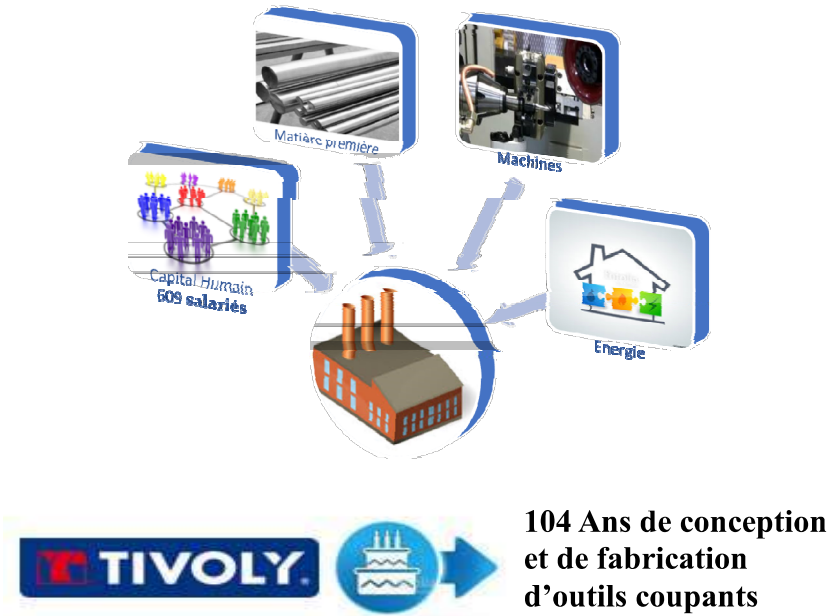 Matière première
Machines
Capital Humain
609 salariés
Energie
TIVOLY.
104 Ans de conception
et de fabrication
d’outils coupants